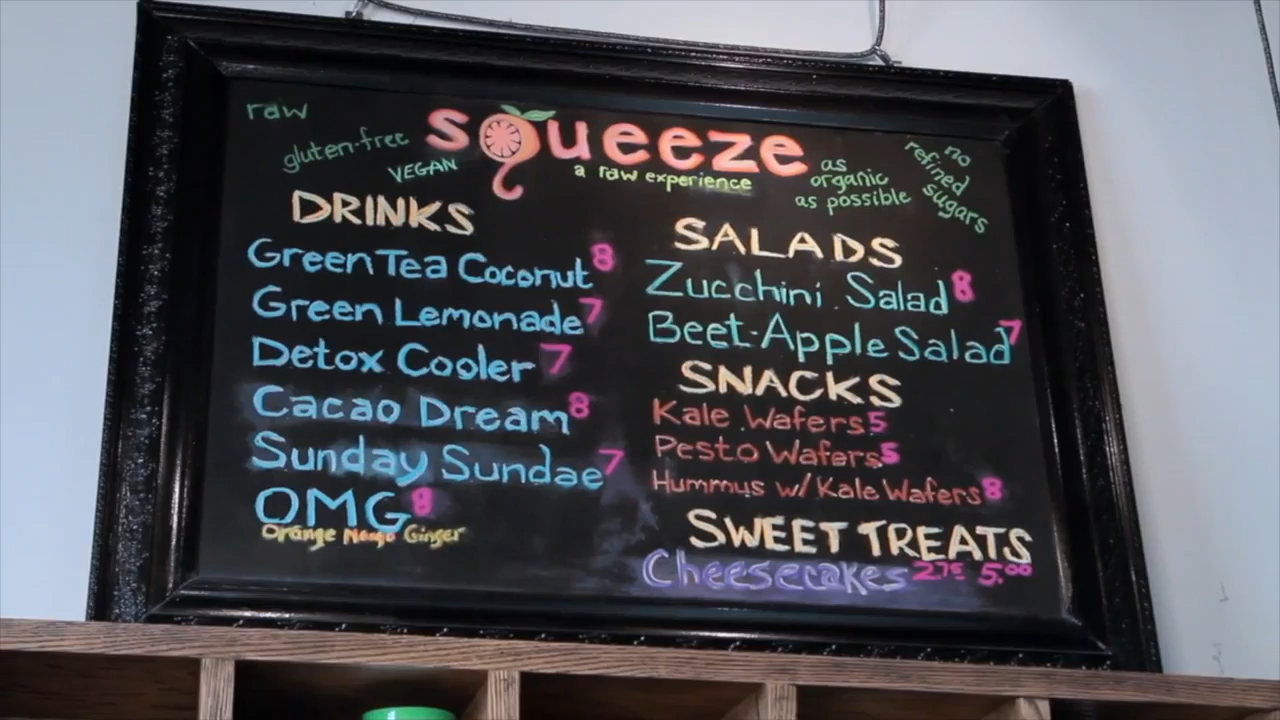 raw
gluten-free
VEGAN
squeeze
a raw experience
as
organic
as possible
no
refined
sugars
DRINKS
Green Tea Coconut 8
Green Lemonade 7
Detox Cooler 7
Cacao Dream 8
Sunday Sundae 7
OMG 8
Orange Ginger
SALADS
Zucchini Salad 8
Beet-Apple Salad 7
SNACKS
Kale Wafers 5
Pesto Wafers 5
Hummus w/ Kale Wafers 8
SWEET TREATS
Cheesecakes 2.75 5.00